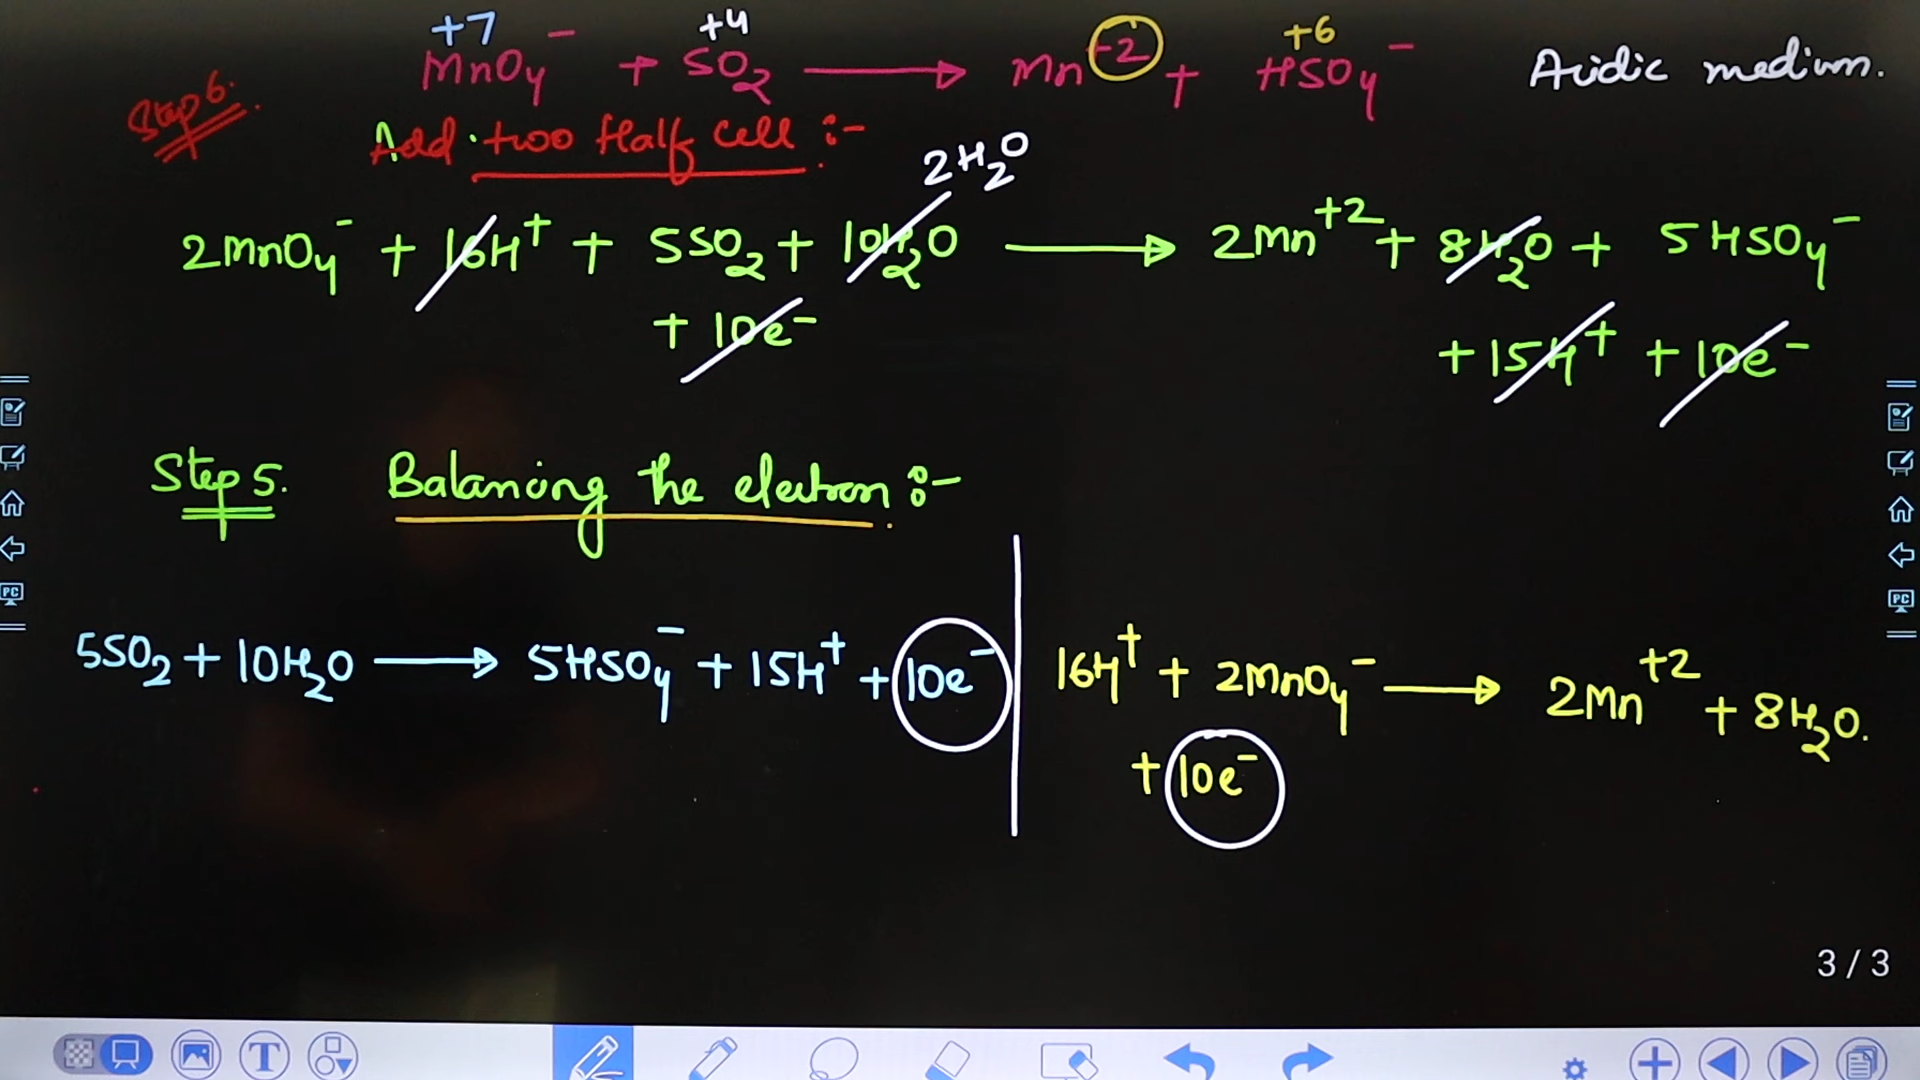 +7 +4 +6
MnO4⁻ + SO2 ⟶ Mn+2 + HSO4⁻ Acidic medium.
Step 6. Add two Half cell :-
2H2O
2MnO4⁻ + 16H⁺ + 5SO2 + 10H2O ⟶ 2Mn⁺² + 8H2O + 5HSO4⁻
+ 10e⁻ + 15H⁺ + 10e⁻
Step 5. Balancing the electron :-
5SO2 + 10H2O ⟶ 5HSO4⁻ + 15H⁺ + 10e⁻
16H⁺ + 2MnO4⁻ ⟶ 2Mn⁺² + 8H2O.
+ 10e⁻
3 / 3
PC
PC
T